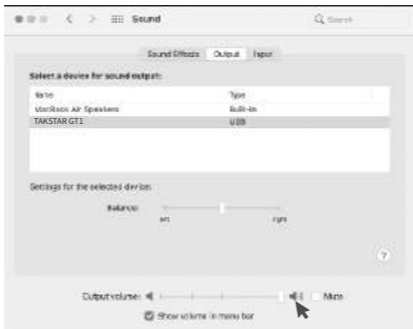 Sound
Search
Sound Effects Output Input
Select a device for sound output:
Name Type
MacBook Air Speakers Built-in
TAKSTAR GT1 USB
Settings for the selected device:
Balance:
left right
?
Output volume: Mute
Show volume in menu bar